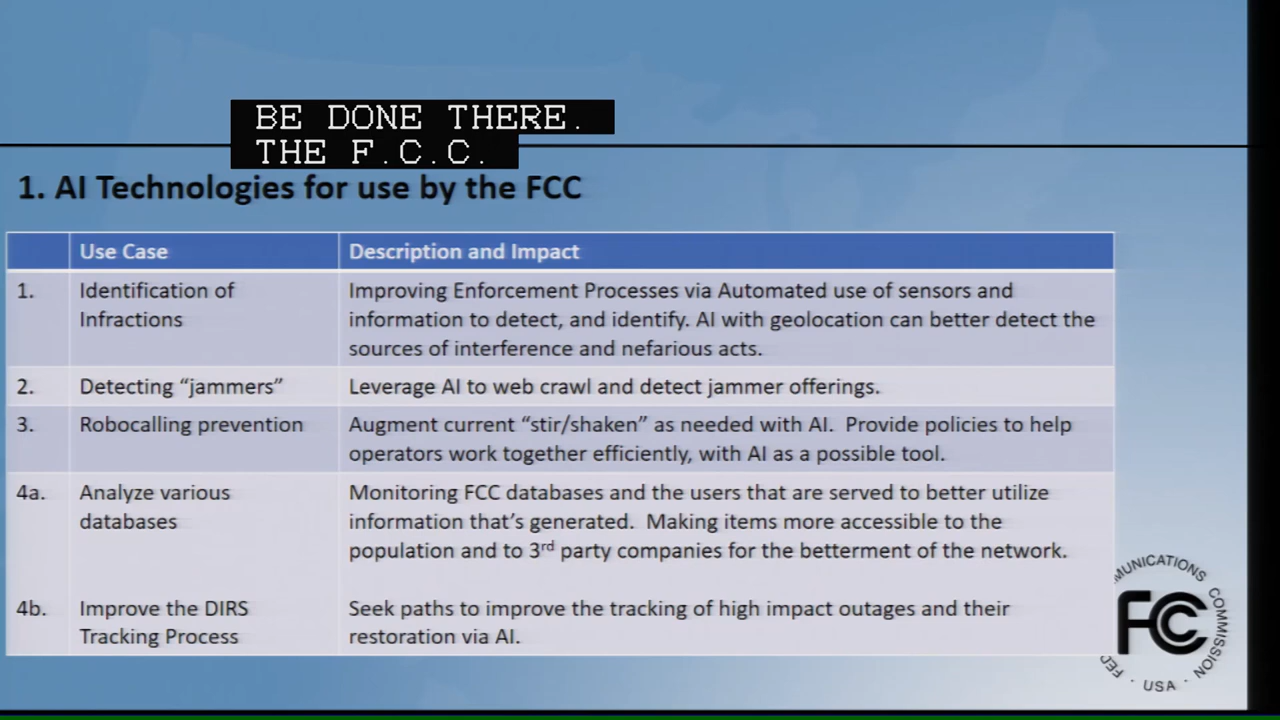 BE DONE THERE.
THE F.C.C.
1. AI Technologies for use by the FCC
Use Case
Description and Impact
1.
Identification of
Infractions
Improving Enforcement Processes via Automated use of sensors and
information to detect, and identify. AI with geolocation can better detect the
sources of interference and nefarious acts.
2.
Detecting “jammers”
Leverage AI to web crawl and detect jammer offerings.
3.
Robocalling prevention
Augment current “stir/shaken” as needed with AI. Provide policies to help
operators work together efficiently, with AI as a possible tool.
4a.
Analyze various
databases
Monitoring FCC databases and the users that are served to better utilize
information that’s generated. Making items more accessible to the
population and to 3rd party companies for the betterment of the network.
4b.
Improve the DIRS
Tracking Process
Seek paths to improve the tracking of high impact outages and their
restoration via AI.
FCC
MUNICATIONS COMMISSION · USA · FED